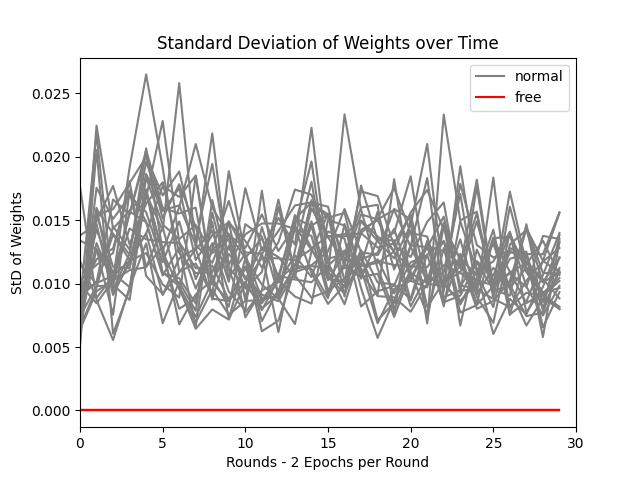 Standard Deviation of Weights over Time
normal
free
StD of Weights
0.025
0.020
0.015
0.010
0.005
0.000
0 5 10 15 20 25 30
Rounds - 2 Epochs per Round